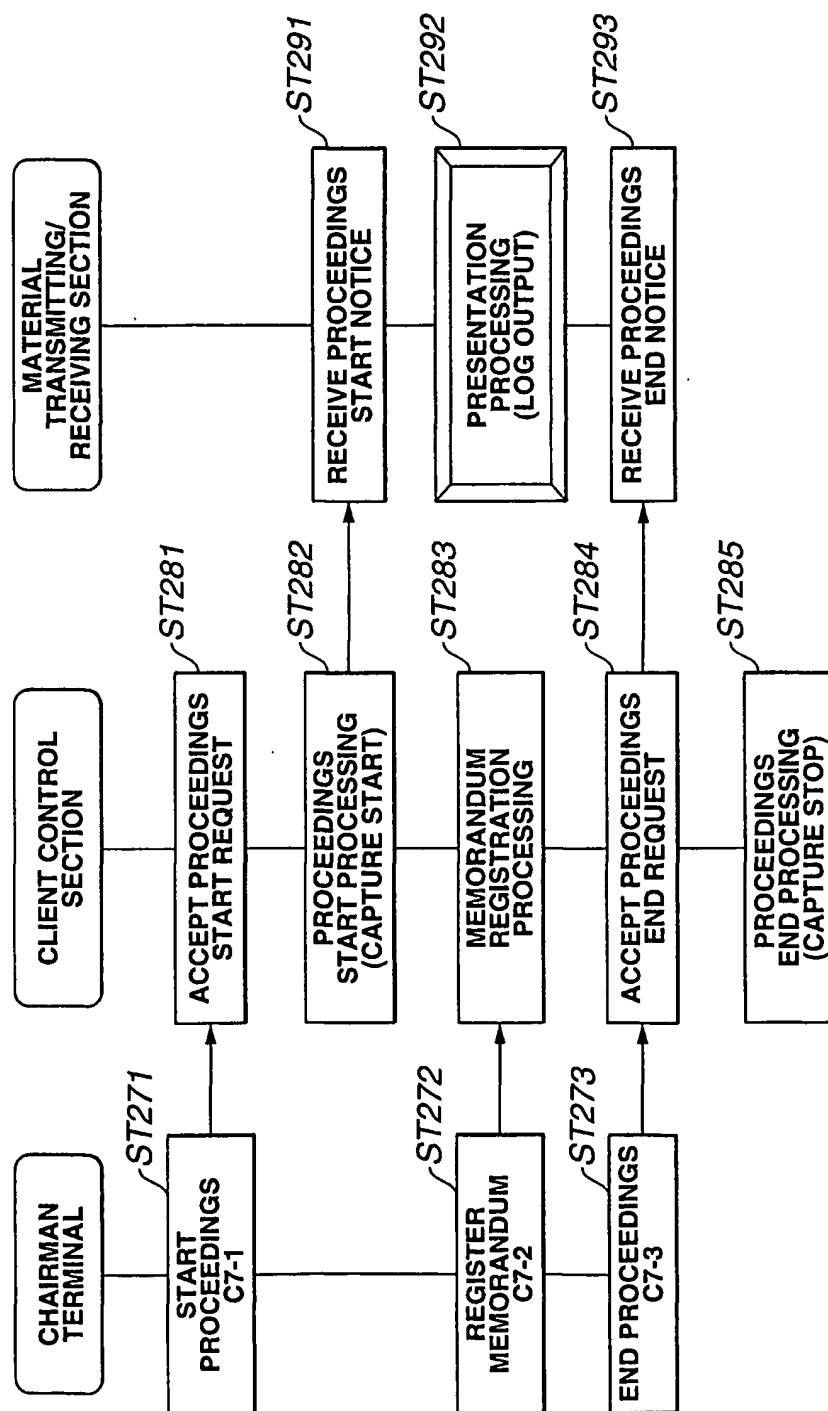 CHAIRMAN
TERMINAL
ST271
START
PROCEEDINGS
C7-1
ST272
REGISTER
MEMORANDUM
C7-2
ST273
END PROCEEDINGS
C7-3
CLIENT CONTROL
SECTION
ST281
ACCEPT PROCEEDINGS
START REQUEST
ST282
PROCEEDINGS
START PROCESSING
(CAPTURE START)
ST283
MEMORANDUM
REGISTRATION
PROCESSING
ST284
ACCEPT PROCEEDINGS
END REQUEST
ST285
PROCEEDINGS
END PROCESSING
(CAPTURE STOP)
MATERIAL
TRANSMITTING/
RECEIVING SECTION
ST291
RECEIVE PROCEEDINGS
START NOTICE
ST292
PRESENTATION
PROCESSING
(LOG OUTPUT)
ST293
RECEIVE PROCEEDINGS
END NOTICE